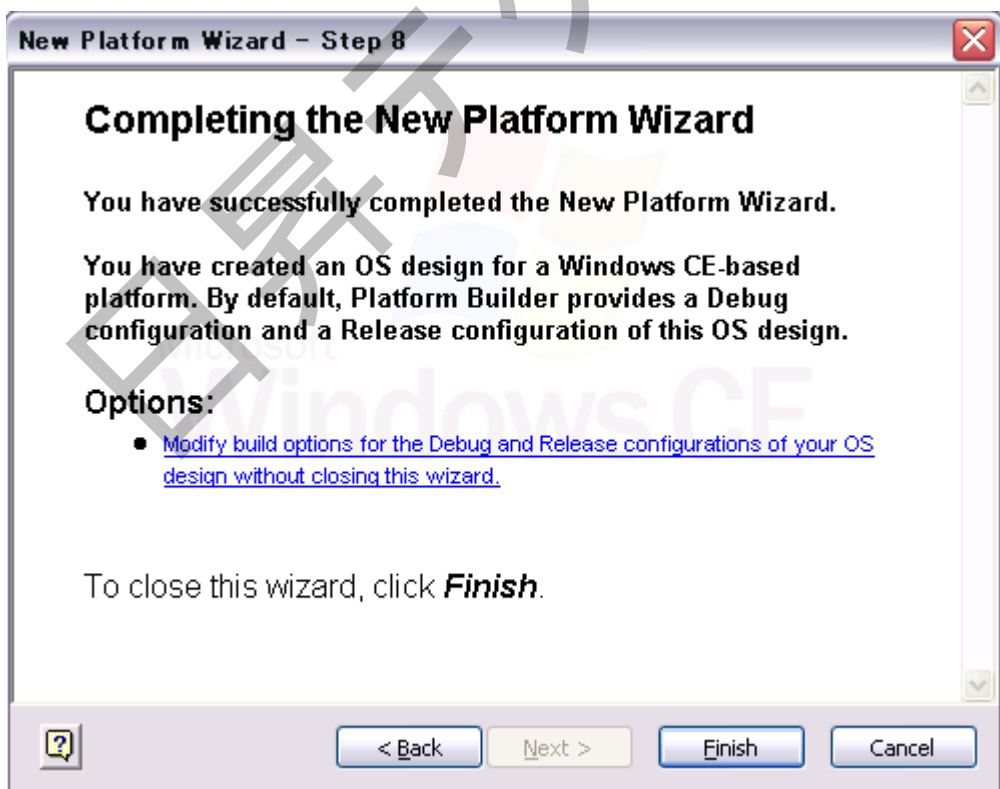 New Platform Wizard - Step 8
Completing the New Platform Wizard
You have successfully completed the New Platform Wizard.
You have created an OS design for a Windows CE-based
platform. By default, Platform Builder provides a Debug
configuration and a Release configuration of this OS design.
Microsoft
Windows CE
Options:
● Modify build options for the Debug and Release configurations of your OS
design without closing this wizard.
To close this wizard, click Finish.
< Back
Next >
Finish
Cancel